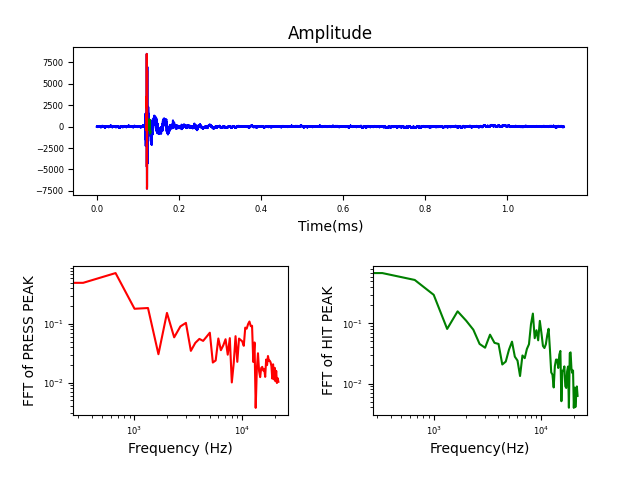 Amplitude
7500
5000
2500
0
−2500
−5000
−7500
0.0 0.2 0.4 0.6 0.8 1.0
Time(ms)
FFT of PRESS PEAK
10⁻¹
10⁻²
10³ 10⁴
Frequency (Hz)
FFT of HIT PEAK
10⁻¹
10⁻²
10³ 10⁴
Frequency(Hz)